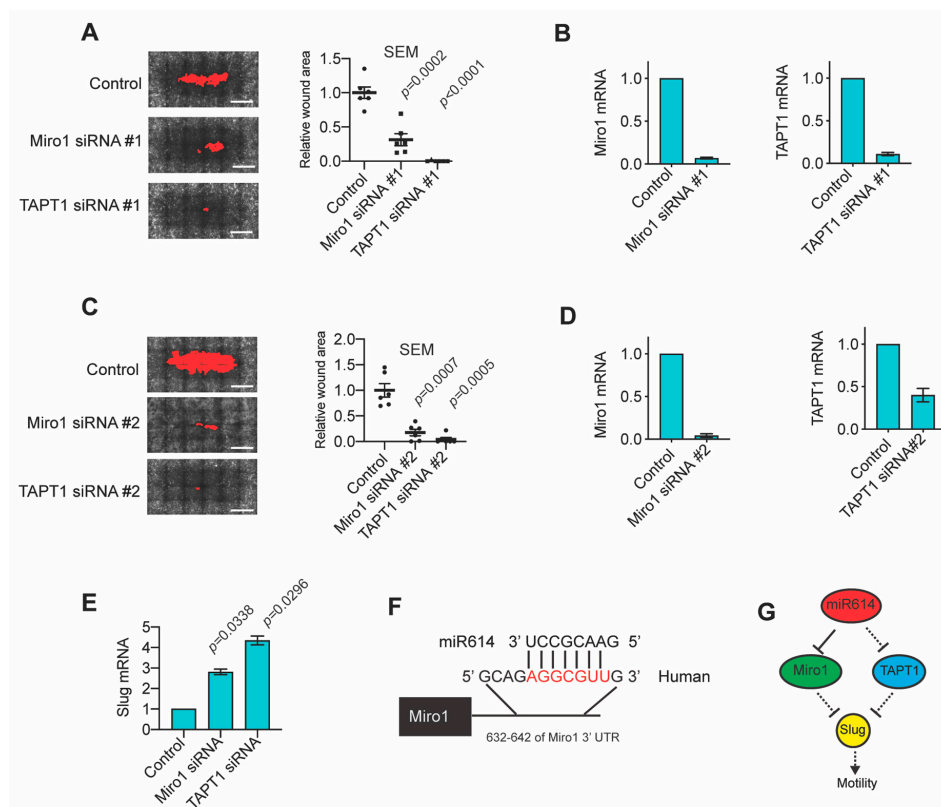 A
Control
Miro1 siRNA #1
TAPT1 siRNA #1
Relative wound area
1.5
1.0
0.5
0.0
SEM
p=0.0002
p<0.0001
Control
Miro1 siRNA #1
TAPT1 siRNA #1
B
Miro1 mRNA
1.0
0.5
0.0
Control
Miro1 siRNA #1
TAPT1 mRNA
1.0
0.5
0.0
Control
TAPT1 siRNA #1
C
Control
Miro1 siRNA #2
TAPT1 siRNA #2
Relative wound area
2.0
1.5
1.0
0.5
0.0
SEM
p=0.0007
p=0.0005
Control
Miro1 siRNA #2
TAPT1 siRNA #2
D
Miro1 mRNA
1.0
0.5
0.0
Control
Miro1 siRNA #2
TAPT1 mRNA
1.0
0.5
0.0
Control
TAPT1 siRNA#2
E
Slug mRNA
5
4
3
2
1
0
p=0.0338
p=0.0296
Control
Miro1 siRNA
TAPT1 siRNA
F
miR614 3’ UCCGCAAG 5’
5’ GCAGAGGCGUUG 3’ Human
Miro1
632-642 of Miro1 3’ UTR
G
miR614
Miro1
TAPT1
Slug
Motility